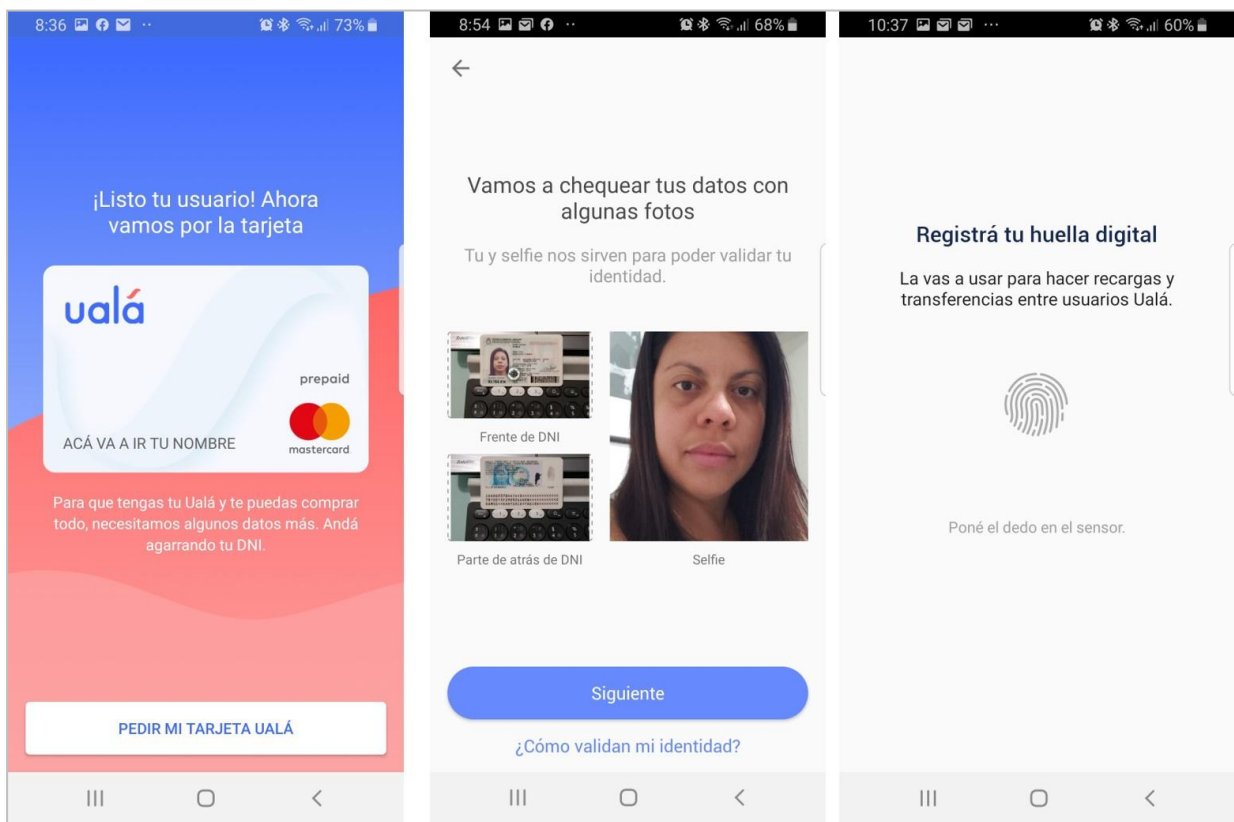 8:36
73%
¡Listo tu usuario! Ahora
vamos por la tarjeta
ualá
prepaid
ACÁ VA A IR TU NOMBRE
mastercard
Para que tengas tu Ualá y te puedas comprar
todo, necesitamos algunos datos más. Andá
agarrando tu DNI.
PEDIR MI TARJETA UALÁ
8:54
68%
Vamos a chequear tus datos con
algunas fotos
Tu y selfie nos sirven para poder validar tu
identidad.
Frente de DNI
Parte de atrás de DNI
Selfie
Siguiente
¿Cómo validan mi identidad?
10:37
60%
Registrá tu huella digital
La vas a usar para hacer recargas y
transferencias entre usuarios Ualá.
Poné el dedo en el sensor.